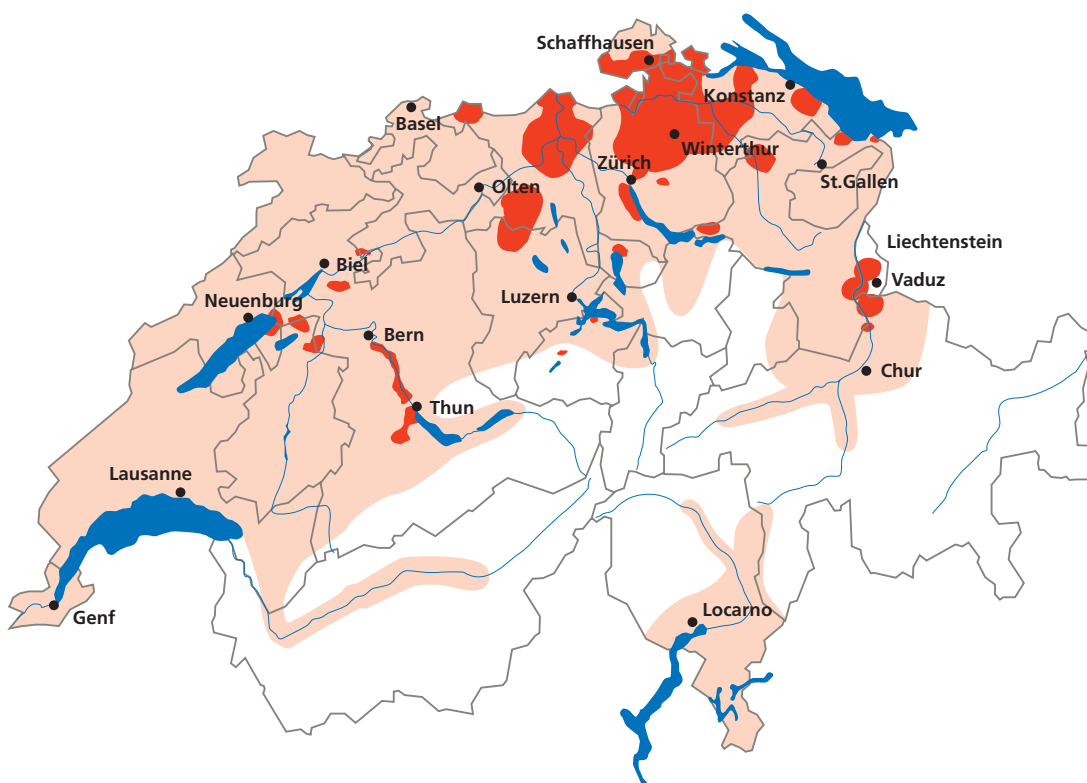 Schaffhausen
Konstanz
Basel
Winterthur
Zürich
St.Gallen
Olten
Liechtenstein
Biel
Vaduz
Luzern
Neuenburg
Bern
Chur
Thun
Lausanne
Locarno
Genf